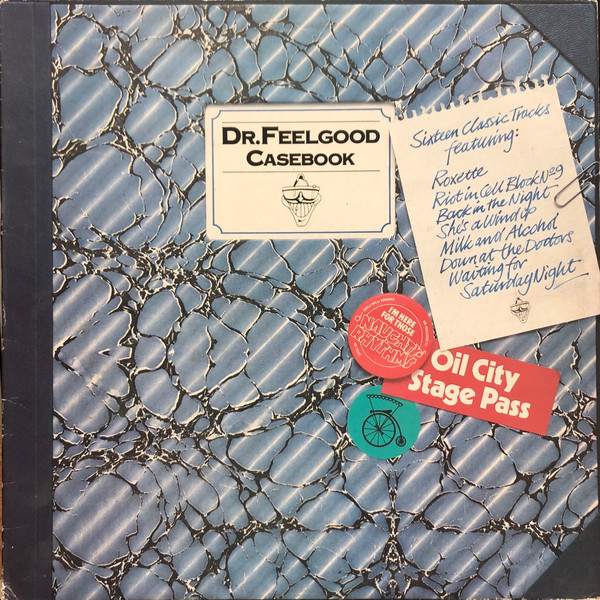 DR.FEELGOOD
CASEBOOK
Sixteen Classic Tracks
featuring:
Roxette
Riot in Cell Block No9
Back in the Night
She's a Wind up
Milk and Alcohol
Down at the Doctors
Waiting for
Saturday Night
I'M HERE
FOR THOSE
NAUGHTY
RHYTHMS
Oil City
Stage Pass